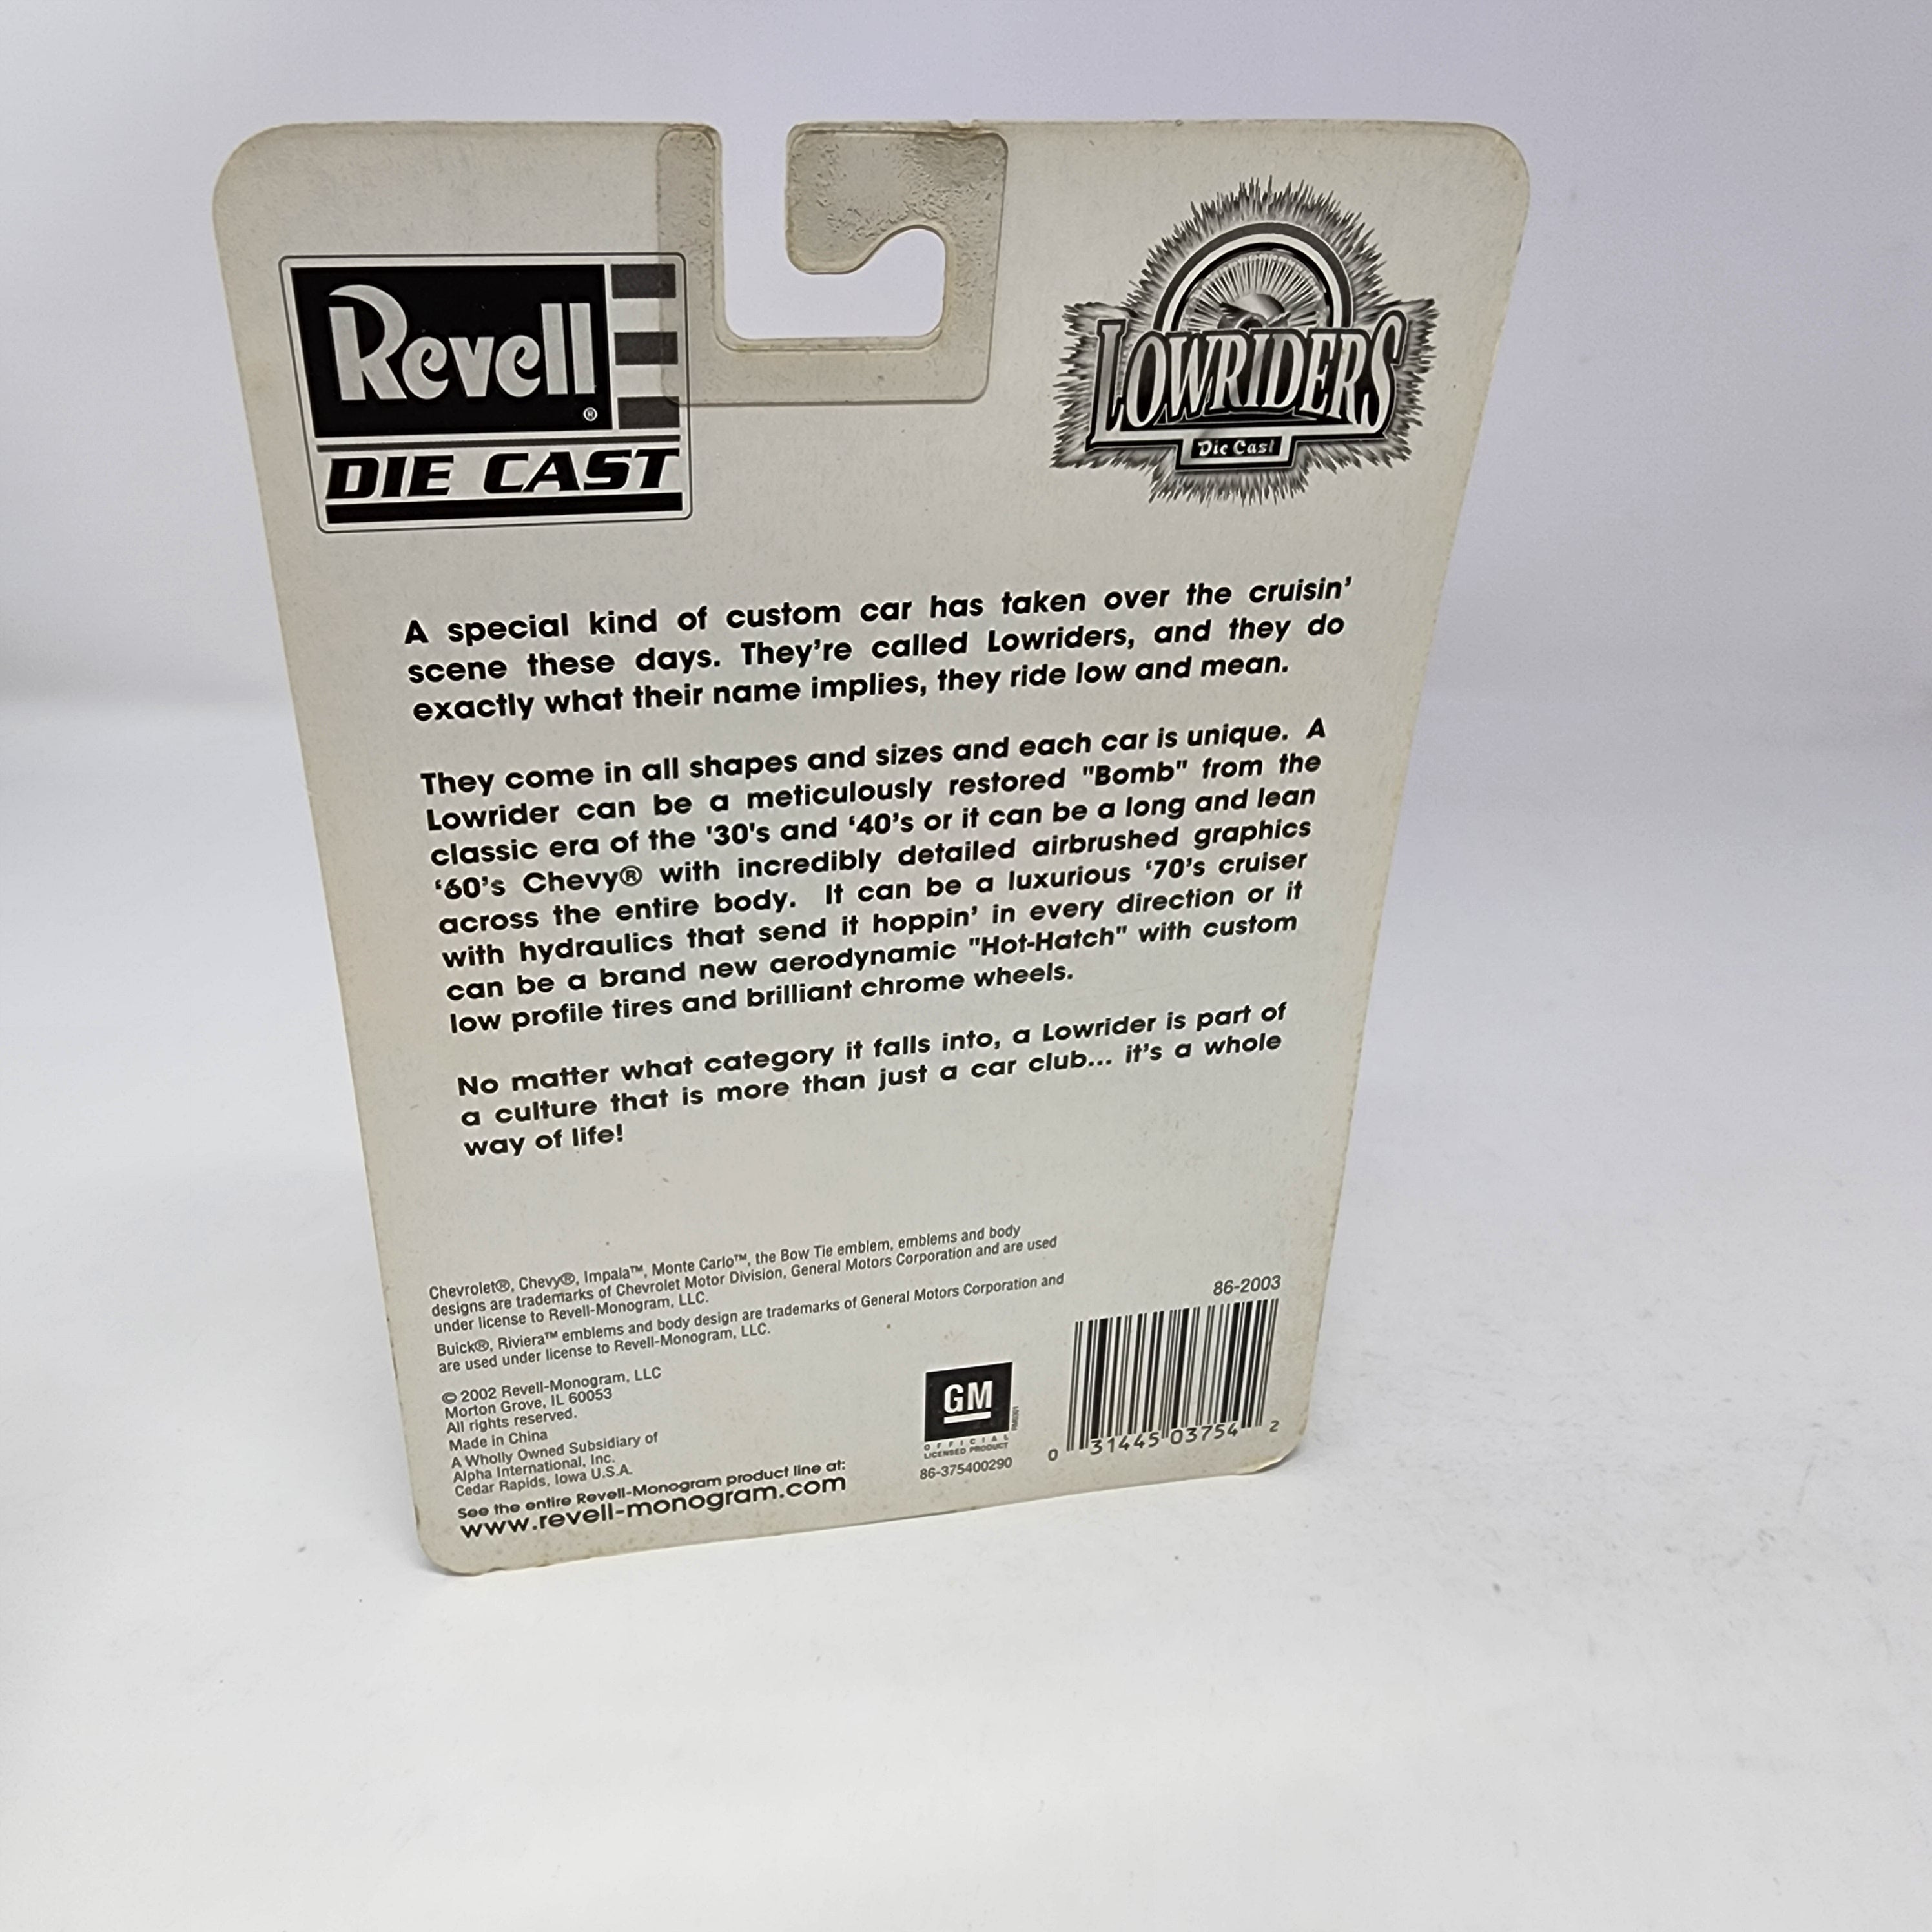 Revell®
DIE CAST
LOWRIDERS
Die Cast
A special kind of custom car has taken over the cruisin'
scene these days. They're called Lowriders, and they do
exactly what their name implies, they ride low and mean.
They come in all shapes and sizes and each car is unique. A
Lowrider can be a meticulously restored "Bomb" from the
classic era of the '30's and ‘40's or it can be a long and lean
‘60's Chevy® with incredibly detailed airbrushed graphics
across the entire body. It can be a luxurious ‘70's cruiser
with hydraulics that send it hoppin' in every direction or it
can be a brand new aerodynamic "Hot-Hatch" with custom
low profile tires and brilliant chrome wheels.
No matter what category it falls into, a Lowrider is part of
a culture that is more than just a car club... it's a whole
way of life!
Chevrolet®, Chevy®, Impala™, Monte Carlo™, the Bow Tie emblem, emblems and body
designs are trademarks of Chevrolet Motor Division, General Motors Corporation and are used
under license to Revell-Monogram, LLC.
Buick®, Riviera™ emblems and body design are trademarks of General Motors Corporation and
are used under license to Revell-Monogram, LLC.
© 2002 Revell-Monogram, LLC
Morton Grove, IL 60053
All rights reserved.
Made in China
A Wholly Owned Subsidiary of
Alpha International, Inc.
Cedar Rapids, Iowa U.S.A.
See the entire Revell-Monogram product line at:
www.revell-monogram.com
GM
OFFICIAL
LICENSED PRODUCT
86-375400290
86-2003
0 31445 03754 2